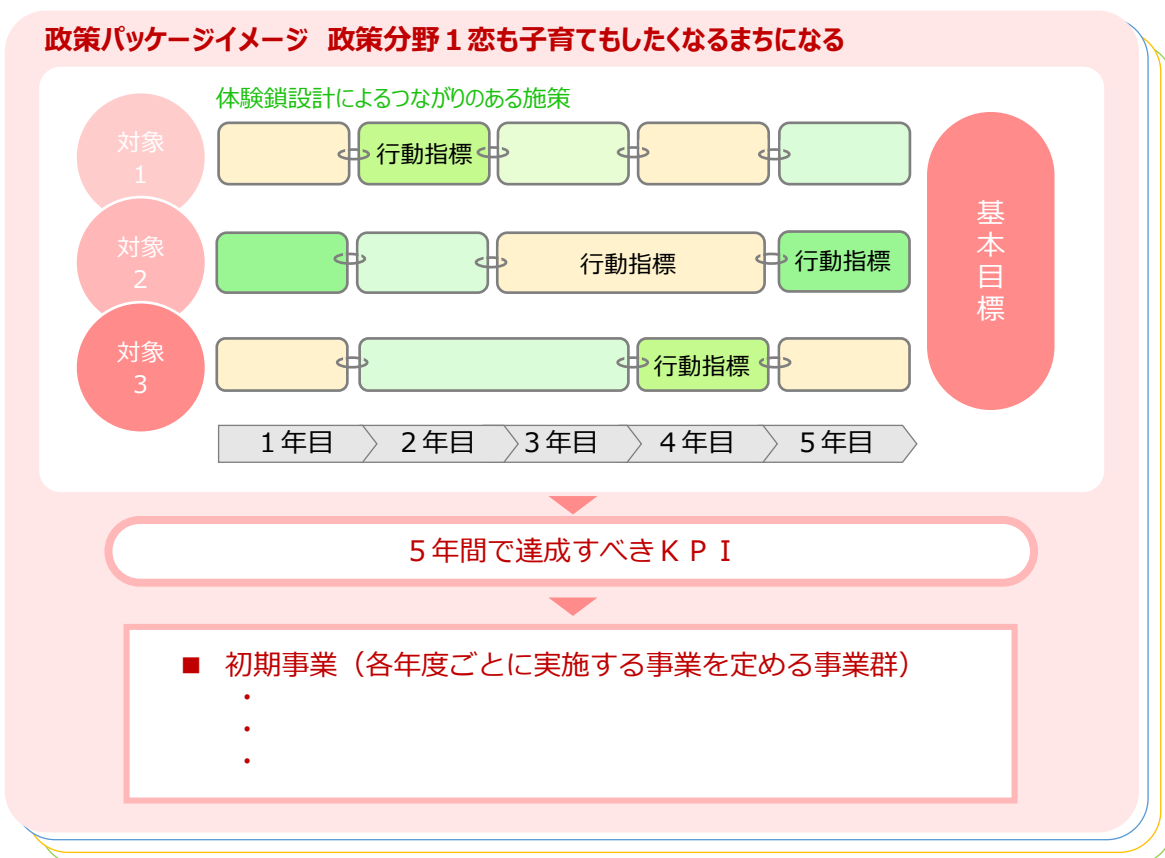 政策パッケージイメージ 政策分野１恋も子育てもしたくなるまちになる
体験鎖設計によるつながりのある施策
対象
1
行動指標
対象
2
行動指標
行動指標
対象
3
行動指標
基本目標
１年目
２年目
３年目
４年目
５年目
５年間で達成すべきＫＰＩ
■ 初期事業（各年度ごとに実施する事業を定める事業群）
・
・
・